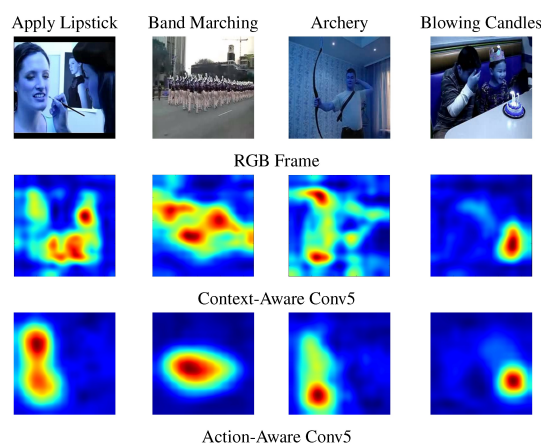 Apply Lipstick Band Marching Archery Blowing Candles
RGB Frame
Context-Aware Conv5
Action-Aware Conv5